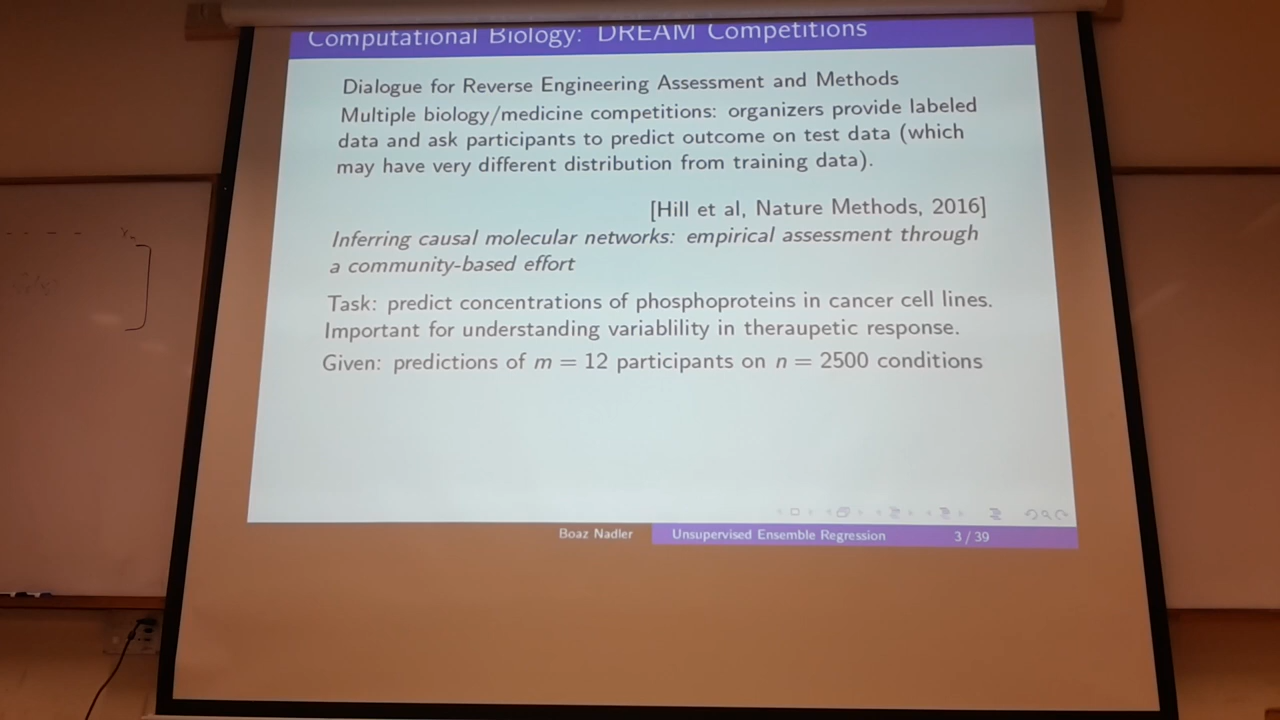 Computational Biology: DREAM Competitions
Dialogue for Reverse Engineering Assessment and Methods
Multiple biology/medicine competitions: organizers provide labeled
data and ask participants to predict outcome on test data (which
may have very different distribution from training data).
[Hill et al, Nature Methods, 2016]
Inferring causal molecular networks: empirical assessment through
a community-based effort
Task: predict concentrations of phosphoproteins in cancer cell lines.
Important for understanding variablility in theraupetic response.
Given: predictions of m = 12 participants on n = 2500 conditions
Boaz Nadler
Unsupervised Ensemble Regression
3 / 39